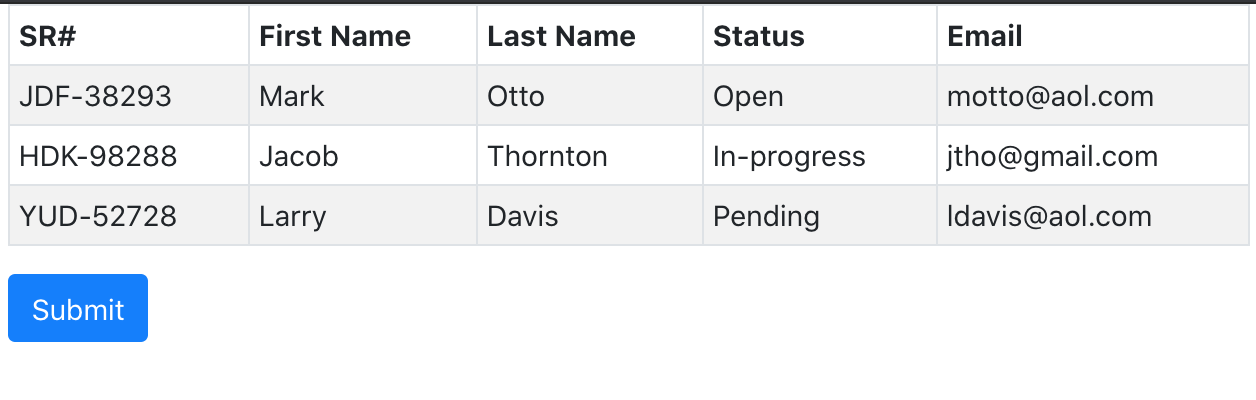 SR# First Name Last Name Status Email
JDF-38293 Mark Otto Open motto@aol.com
HDK-98288 Jacob Thornton In-progress jtho@gmail.com
YUD-52728 Larry Davis Pending ldavis@aol.com
Submit